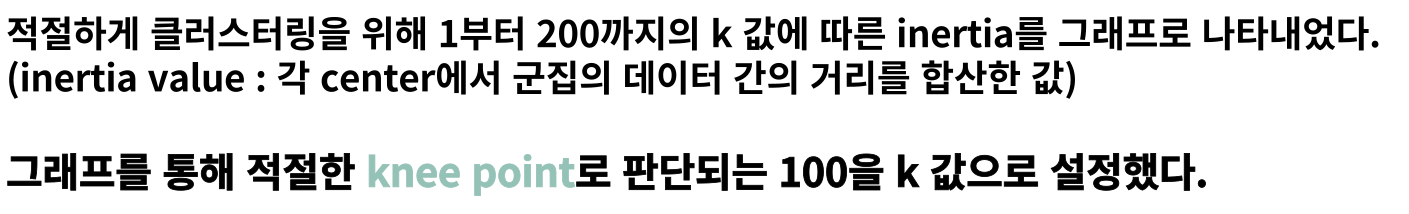 적절하게 클러스터링을 위해 1부터 200까지의 k 값에 따른 inertia를 그래프로 나타내었다.
(inertia value : 각 center에서 군집의 데이터 간의 거리를 합산한 값)
그래프를 통해 적절한 knee point로 판단되는 100을 k 값으로 설정했다.